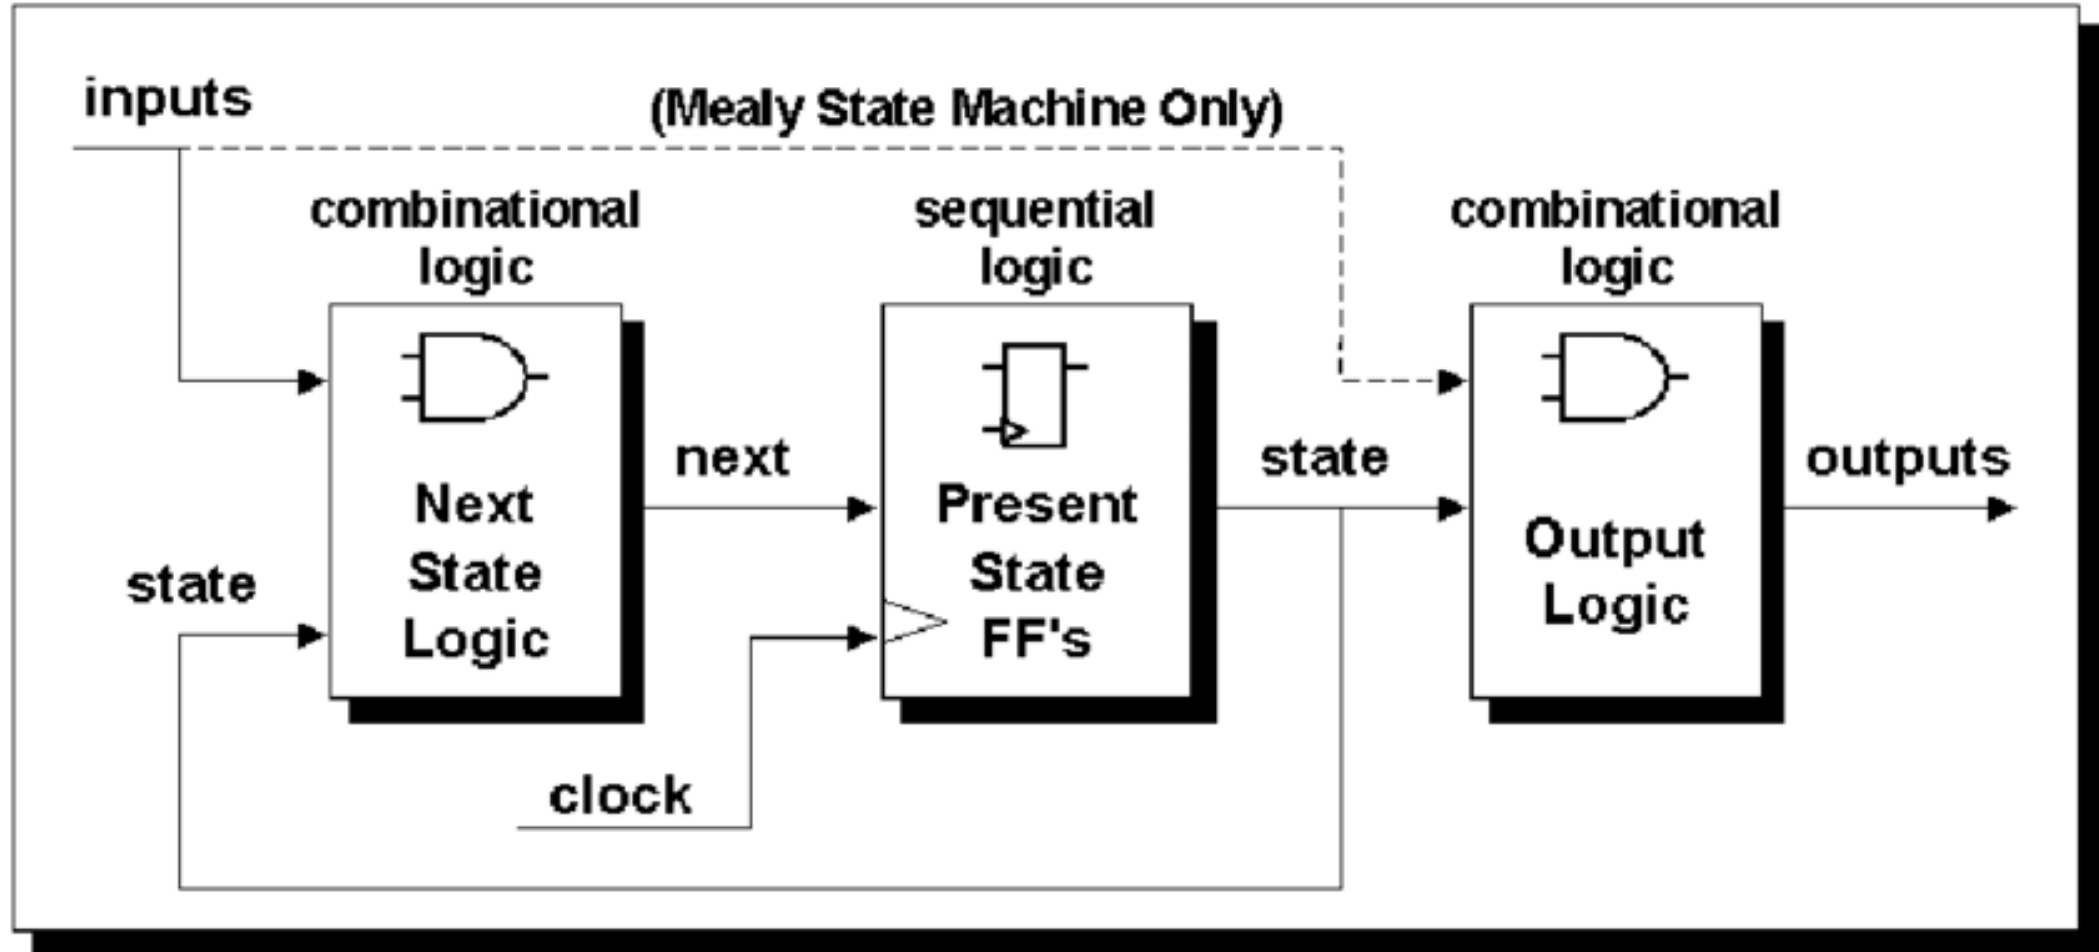 inputs
(Mealy State Machine Only)
combinational
logic
sequential
logic
combinational
logic
Next
State
Logic
next
Present
State
FF's
state
Output
Logic
outputs
state
clock